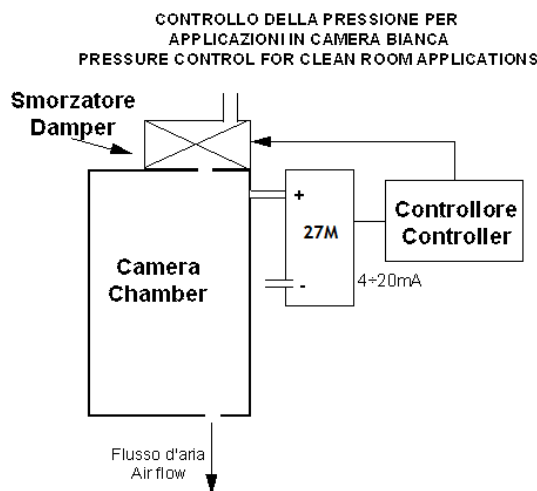 CONTROLLO DELLA PRESSIONE PER
APPLICAZIONI IN CAMERA BIANCA
PRESSURE CONTROL FOR CLEAN ROOM APPLICATIONS
Smorzatore
Damper
+
27M
-
Controllore
Controller
4÷20mA
Camera
Chamber
Flusso d'aria
Air flow